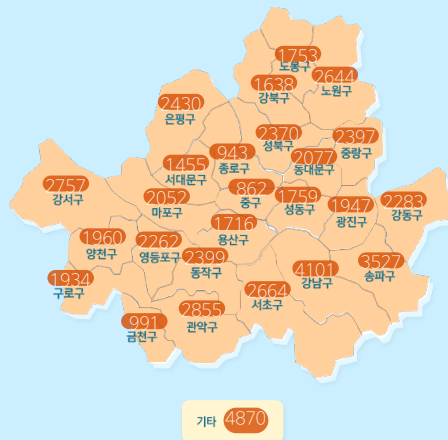 1753
도봉구
2644
노원구
1638
강북구
2430
은평구
2370
성북구
2397
중랑구
943
종로구
2077
동대문구
1455
서대문구
862
중구
1759
성동구
1947
광진구
2283
강동구
2757
강서구
2052
마포구
1716
용산구
1960
양천구
2262
영등포구
2399
동작구
4101
강남구
3527
송파구
1934
구로구
2664
서초구
991
금천구
2855
관악구
기타 4870